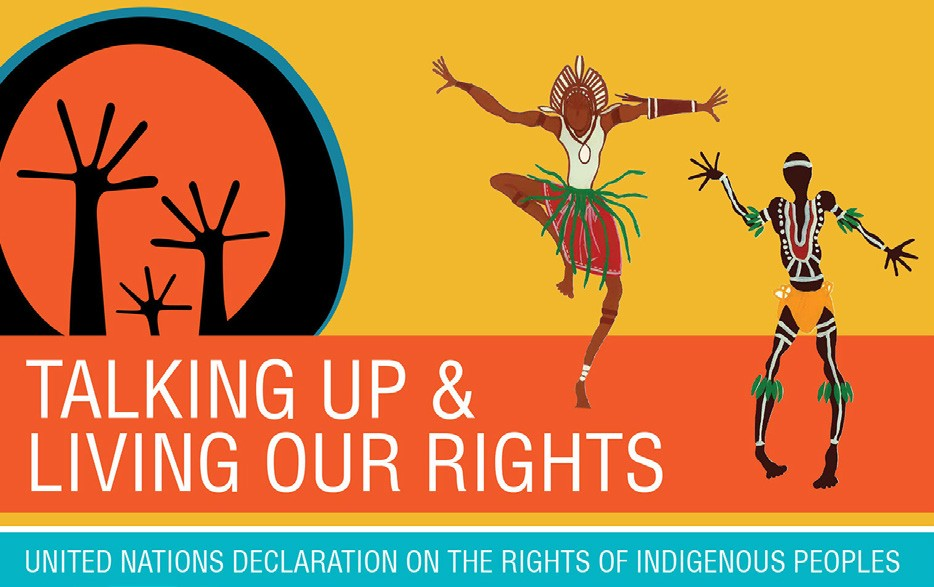 TALKING UP &
LIVING OUR RIGHTS
UNITED NATIONS DECLARATION ON THE RIGHTS OF INDIGENOUS PEOPLES